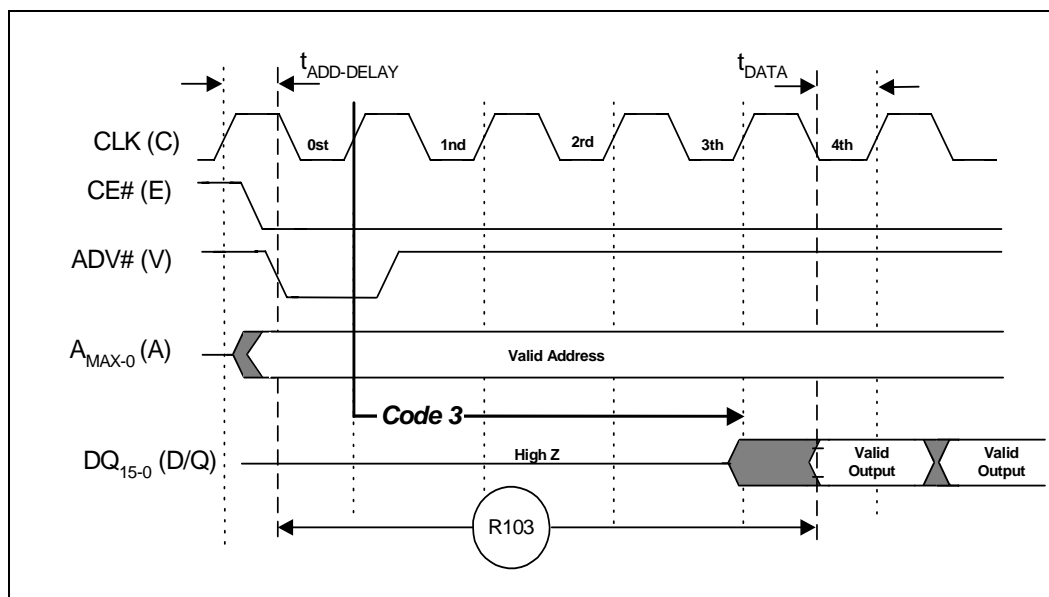 tADD-DELAY
tDATA
CLK (C)
0st
1nd
2rd
3th
4th
CE# (E)
ADV# (V)
AMAX-0 (A)
Valid Address
Code 3
DQ15-0 (D/Q)
High Z
Valid
Output
Valid
Output
R103